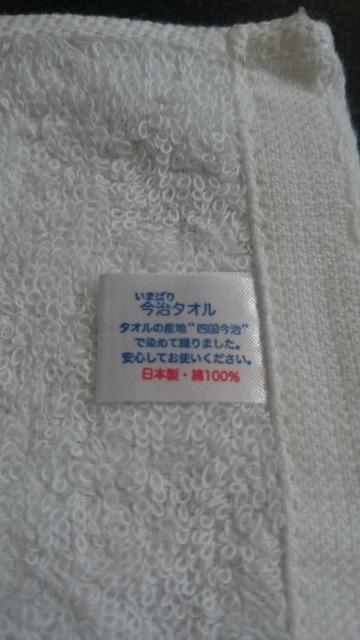 いまばり
今治タオル
タオルの産地"四国今治"
で染めて織りました。
安心してお使いください。
日本製・綿100%